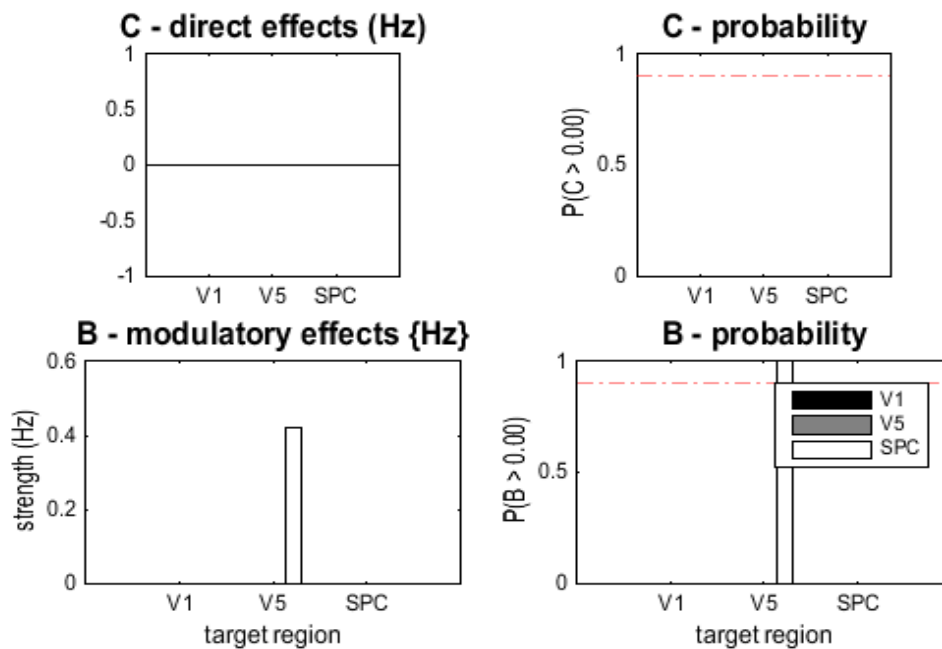 C - direct effects (Hz)
1
0.5
0
-0.5
-1
V1 V5 SPC
C - probability
P(C > 0.00)
1
0.5
0
V1 V5 SPC
B - modulatory effects {Hz}
strength (Hz)
0.6
0.4
0.2
0
V1 V5 SPC
target region
B - probability
P(B > 0.00)
1
0.5
0
V1
V5
SPC
V1 V5 SPC
target region